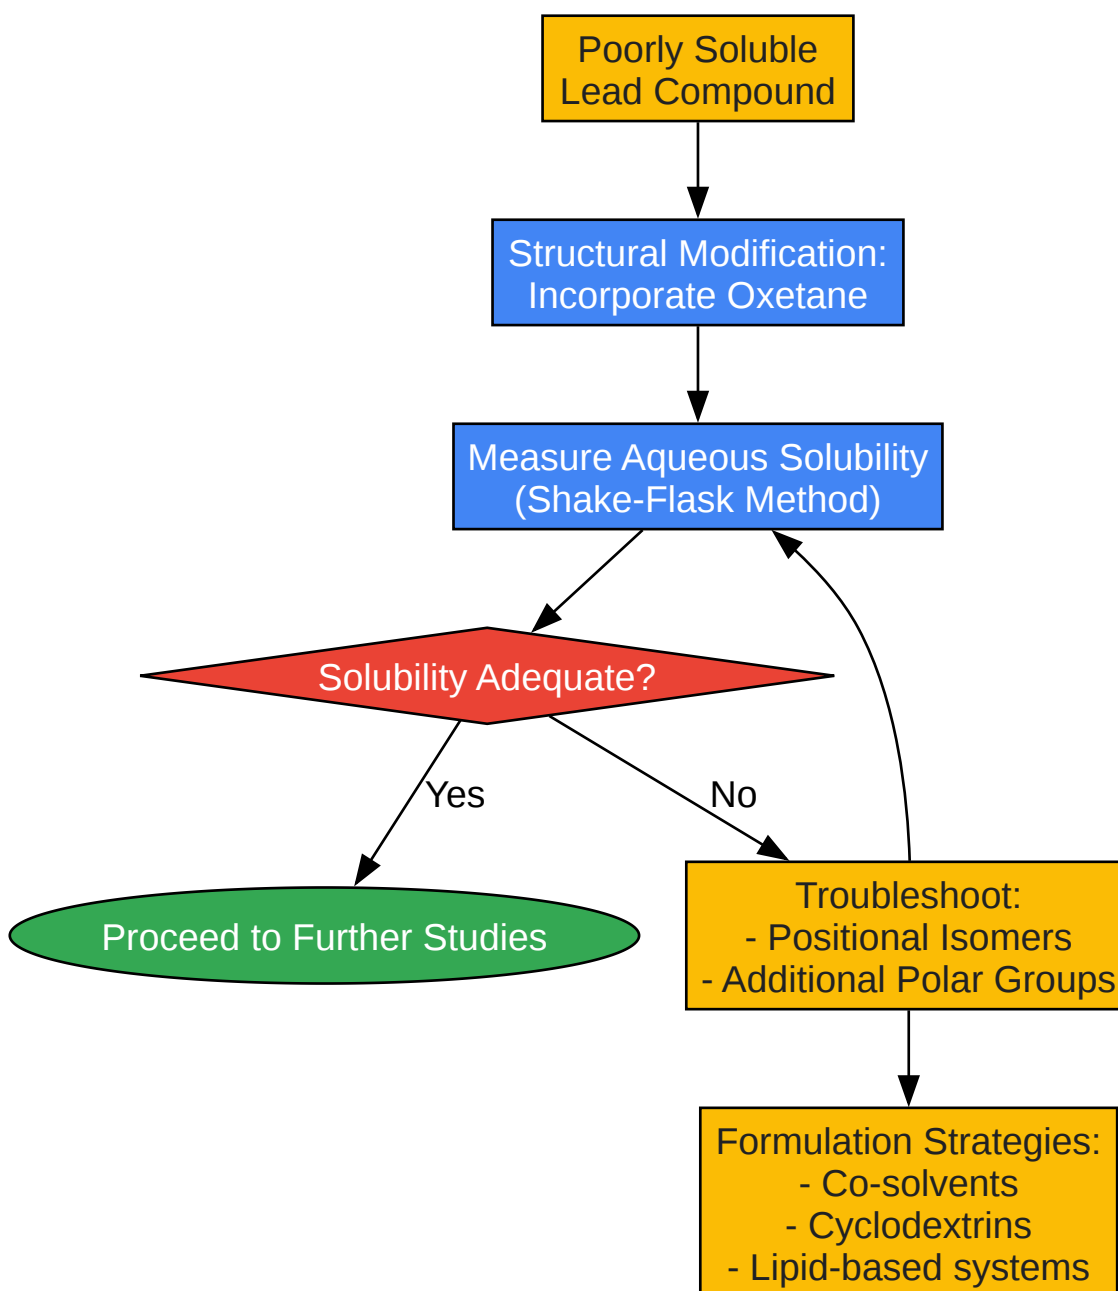 Poorly Soluble
Lead Compound
Structural Modification:
Incorporate Oxetane
Measure Aqueous Solubility
(Shake-Flask Method)
Solubility Adequate?
Yes
No
Proceed to Further Studies
Troubleshoot:
- Positional Isomers
- Additional Polar Groups
Formulation Strategies:
- Co-solvents
- Cyclodextrins
- Lipid-based systems